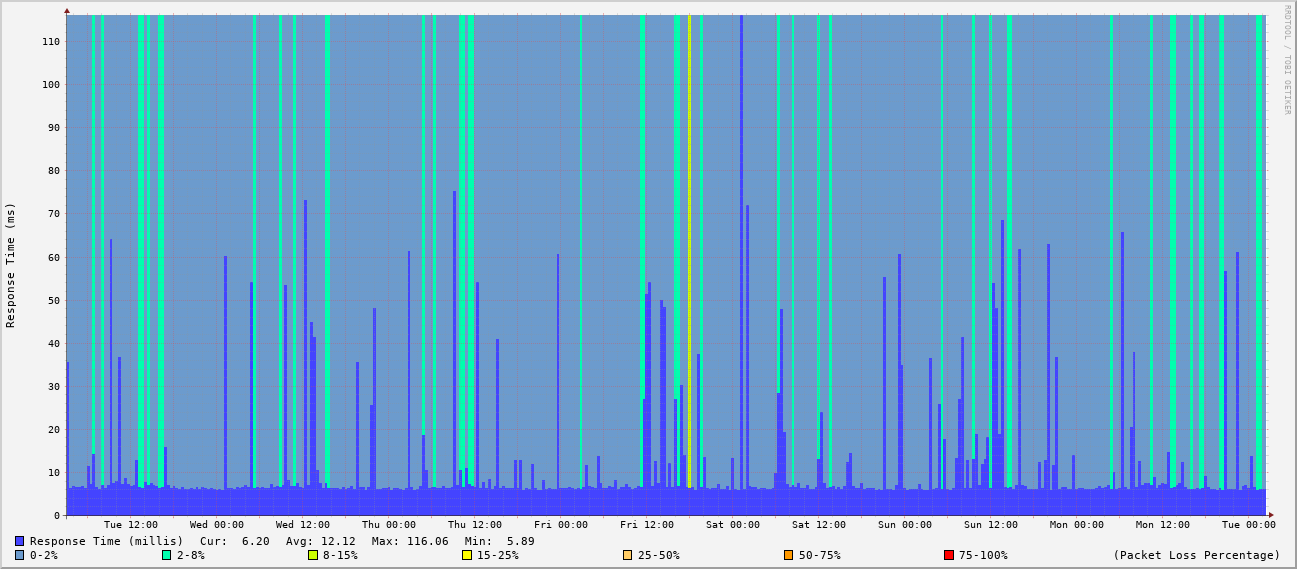 RRDTOOL / TOBI OETIKER
Response Time (ms)
110
100
90
80
70
60
50
40
30
20
10
0
Tue 12:00 Wed 00:00 Wed 12:00 Thu 00:00 Thu 12:00 Fri 00:00 Fri 12:00 Sat 00:00 Sat 12:00 Sun 00:00 Sun 12:00 Mon 00:00 Mon 12:00 Tue 00:00
Response Time (millis) Cur: 6.20 Avg: 12.12 Max: 116.06 Min: 5.89
0-2% 2-8% 8-15% 15-25% 25-50% 50-75% 75-100% (Packet Loss Percentage)